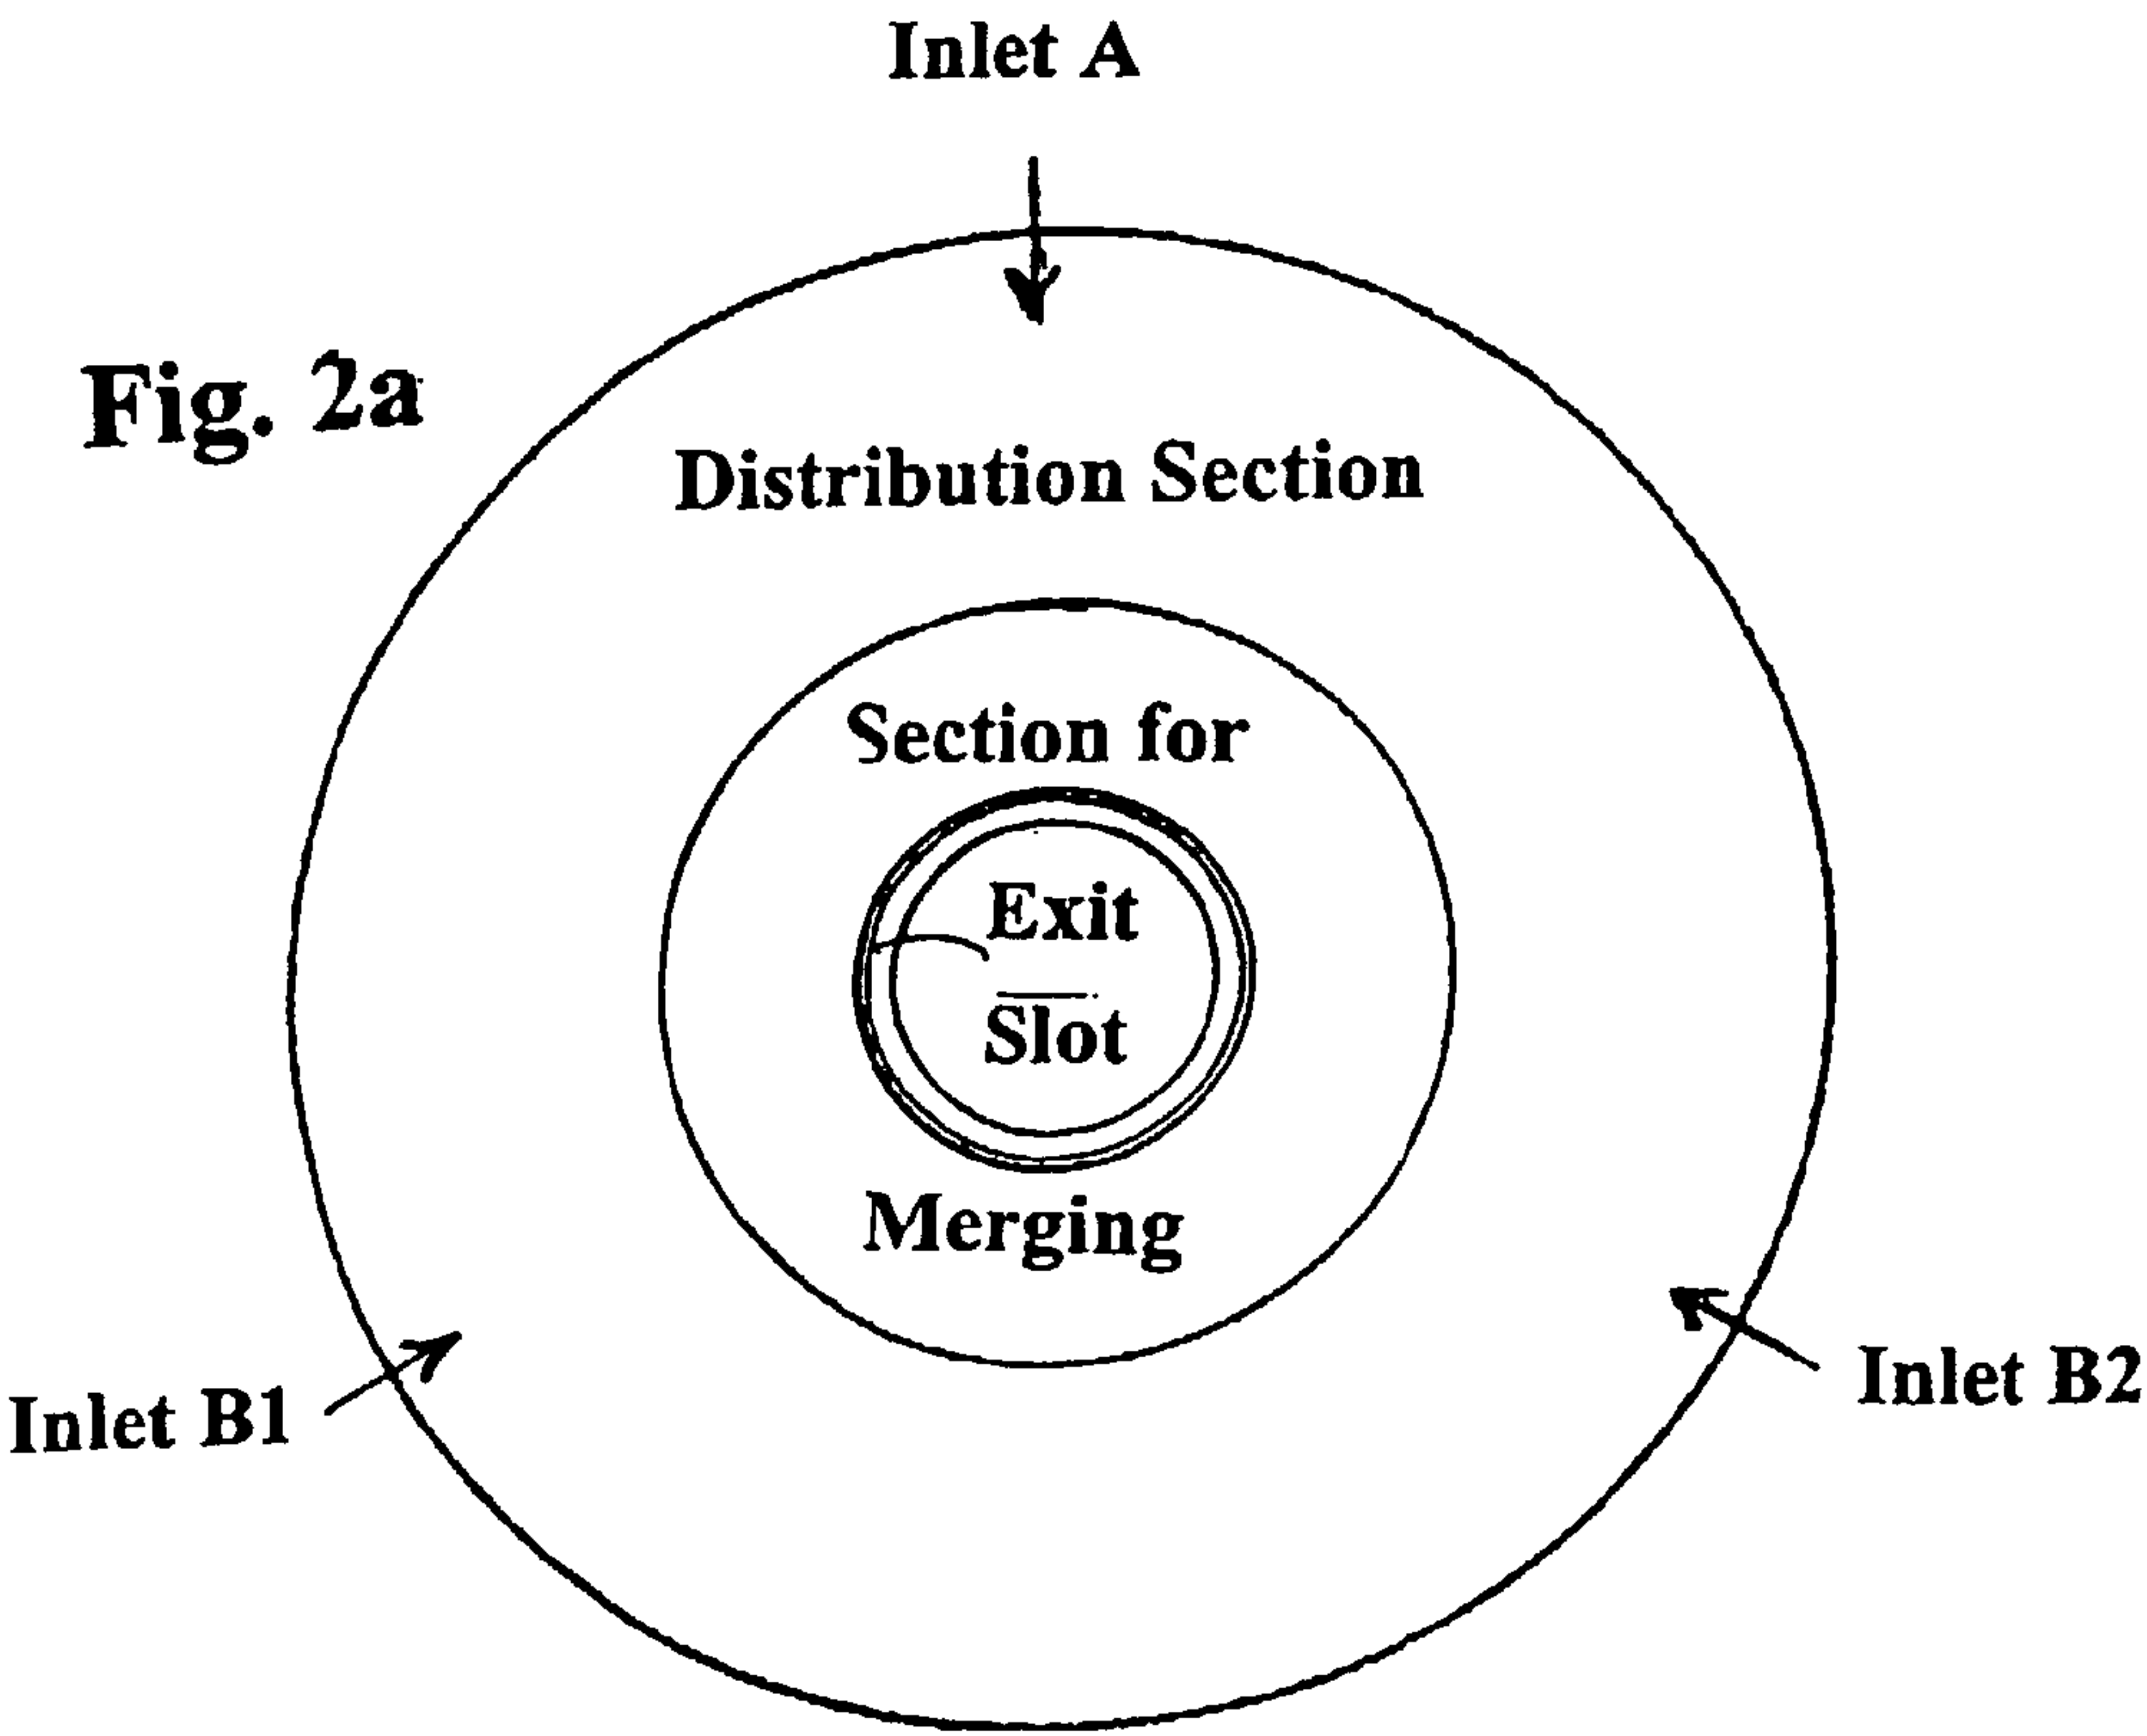 Inlet A
Fig. 2a
Distribution Section
Section for
Exit
Slot
Merging
Inlet B1
Inlet B2